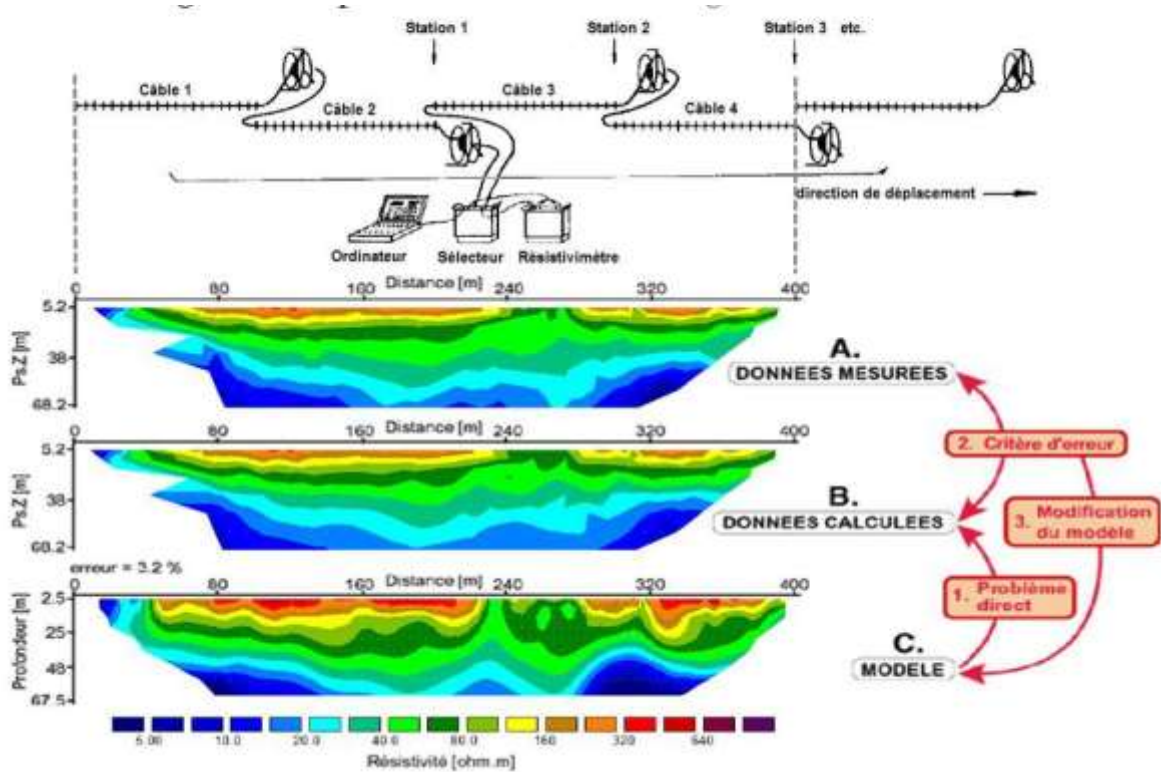 Station 1 Station 2 Station 3 etc.
Câble 1 Câble 3
Câble 2 Câble 4
direction de déplacement
Ordinateur Sélecteur Résistivimètre
Distance [m]
0 80 160 240 320 400
5.2
38
68.2
Ps.Z [m]
A.
DONNEES MESUREES
Distance [m]
0 80 160 240 320 400
5.2
38
68.2
Ps.Z [m]
B.
DONNEES CALCULEES
2. Critère d'erreur
3. Modification
du modèle
1. Problème
direct
erreur = 3.2 %
Distance [m]
0 80 160 240 320 400
2.5
25
48
67.5
Profondeur [m]
C.
MODELE
5.00 10.0 20.0 40.0 80.0 160 320 640
Résistivité [ohm.m]